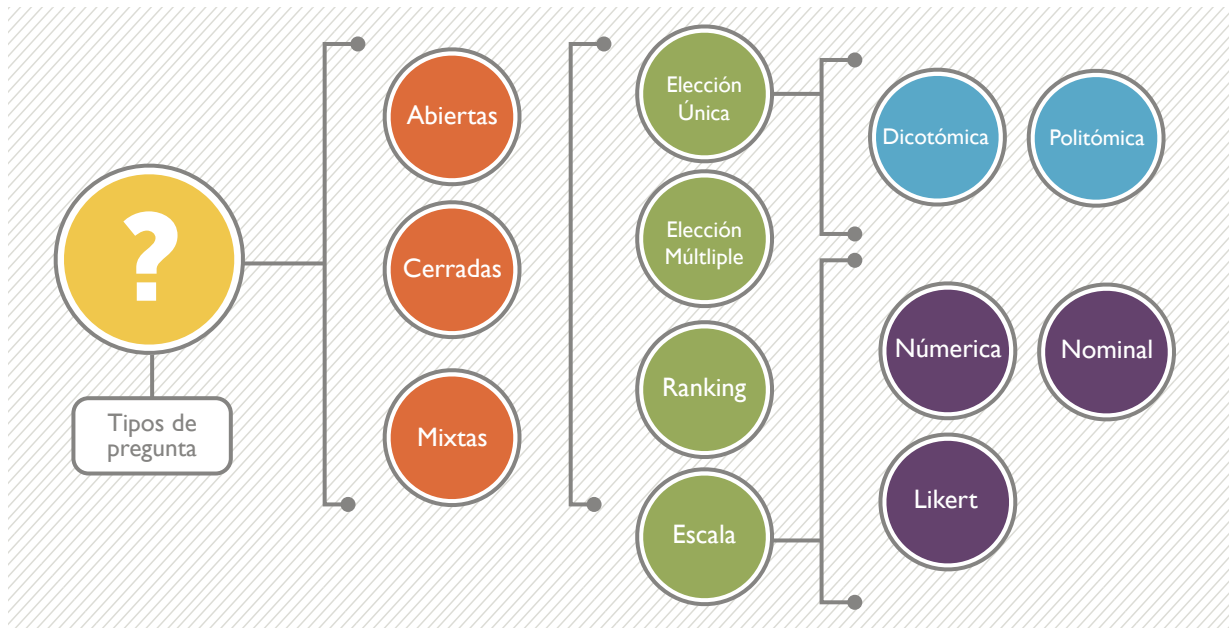 ?
Tipos de
pregunta
Abiertas
Cerradas
Mixtas
Elección
Única
Elección
Múltliple
Ranking
Escala
Dicotómica
Politómica
Númerica
Nominal
Likert